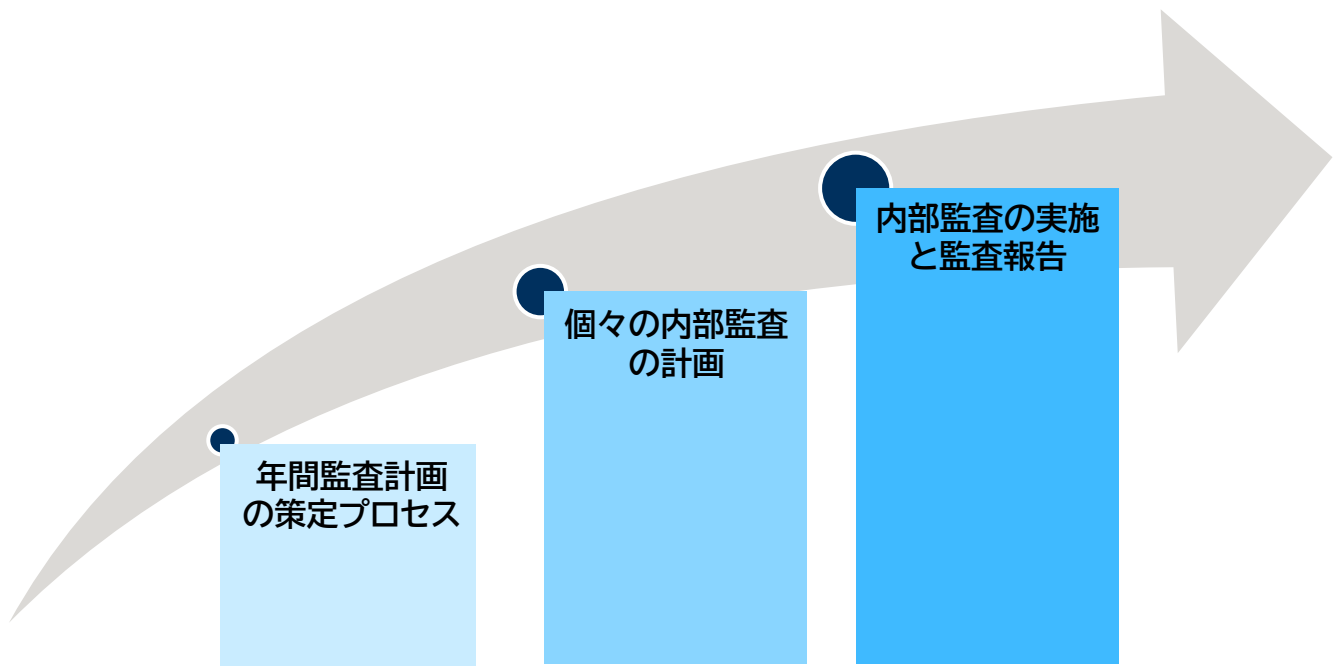 年間監査計画
の策定プロセス
個々の内部監査
の計画
内部監査の実施
と監査報告